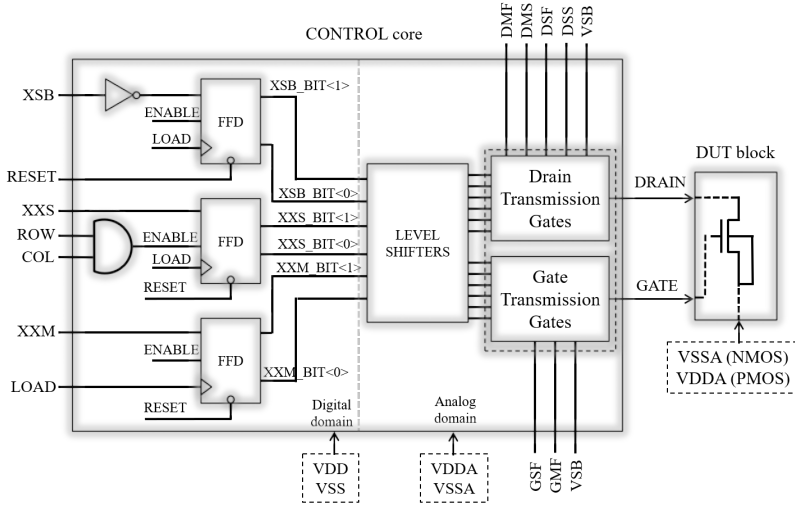 CONTROL core
DMF
DMS
DSF
DSS
VSB
XSB
ENABLE
LOAD
FFD
XSB_BIT<1>
XSB_BIT<0>
RESET
XXS
ROW
COL
ENABLE
LOAD
RESET
FFD
XXS_BIT<1>
XXS_BIT<0>
XXM_BIT<1>
XXM
ENABLE
LOAD
RESET
FFD
XXM_BIT<0>
LEVEL
SHIFTERS
Drain
Transmission
Gates
Gate
Transmission
Gates
DRAIN
GATE
DUT block
VSSA (NMOS)
VDDA (PMOS)
Digital
domain
Analog
domain
VDD
VSS
VDDA
VSSA
GSF
GMF
VSB